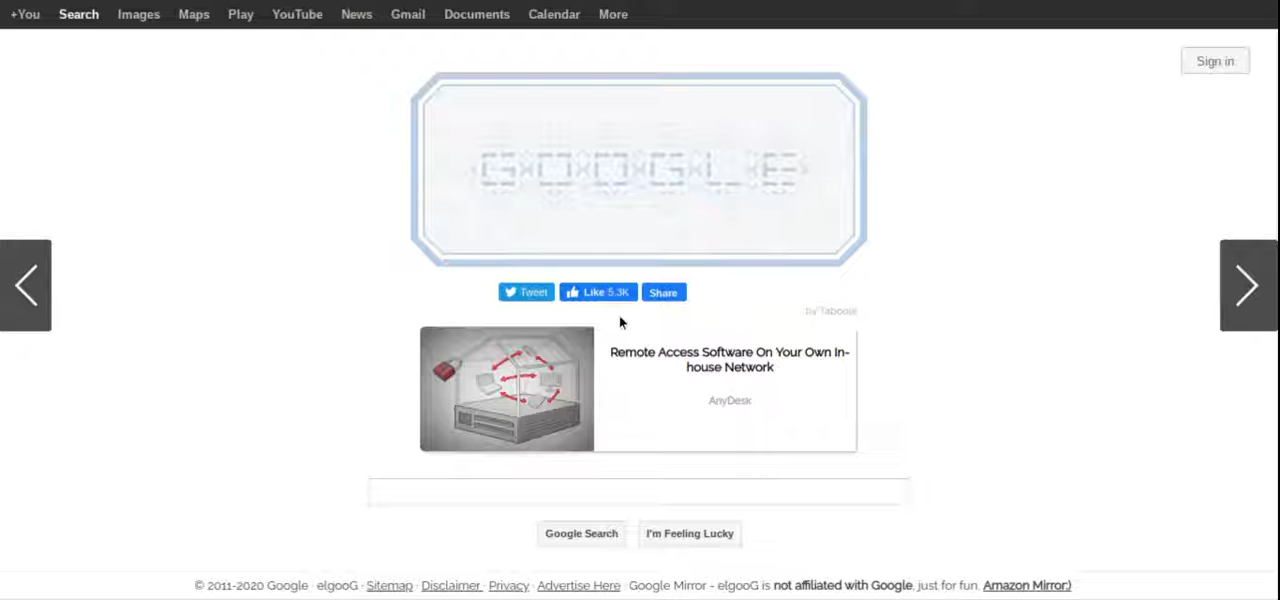 +You Search Images Maps Play YouTube News Gmail Documents Calendar More
Sign in
GOOGLE
Tweet Like 5.3K Share
by Taboola
Remote Access Software On Your Own In-
house Network
AnyDesk
Google Search I'm Feeling Lucky
© 2011-2020 Google · elgooG · Sitemap · Disclaimer · Privacy · Advertise Here · Google Mirror - elgooG is not affiliated with Google, just for fun. Amazon Mirror:)